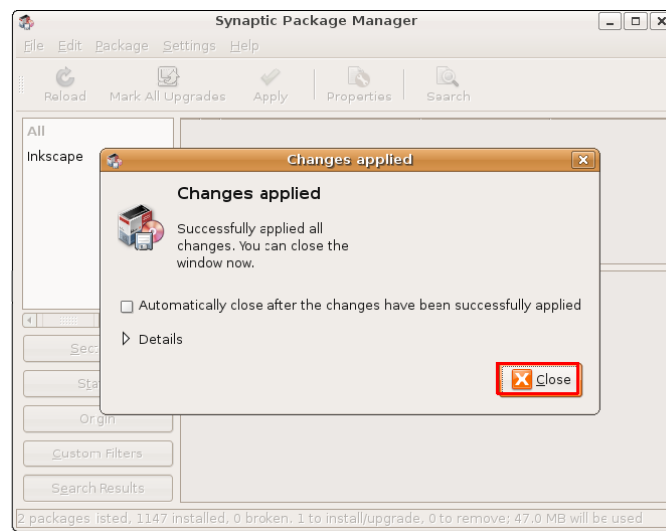 Synaptic Package Manager
File Edit Package Settings Help
Reload Mark All Upgrades Apply Properties Search
All
Inkscape
Changes applied
Changes applied
Successfully applied all
changes. You can close the
window now.
Automatically close after the changes have been successfully applied
Details
Close
Origin
Custom Filters
Search Results
2 packages listed, 1147 installed, 0 broken. 1 to install/upgrade, 0 to remove; 47.0 MB will be used